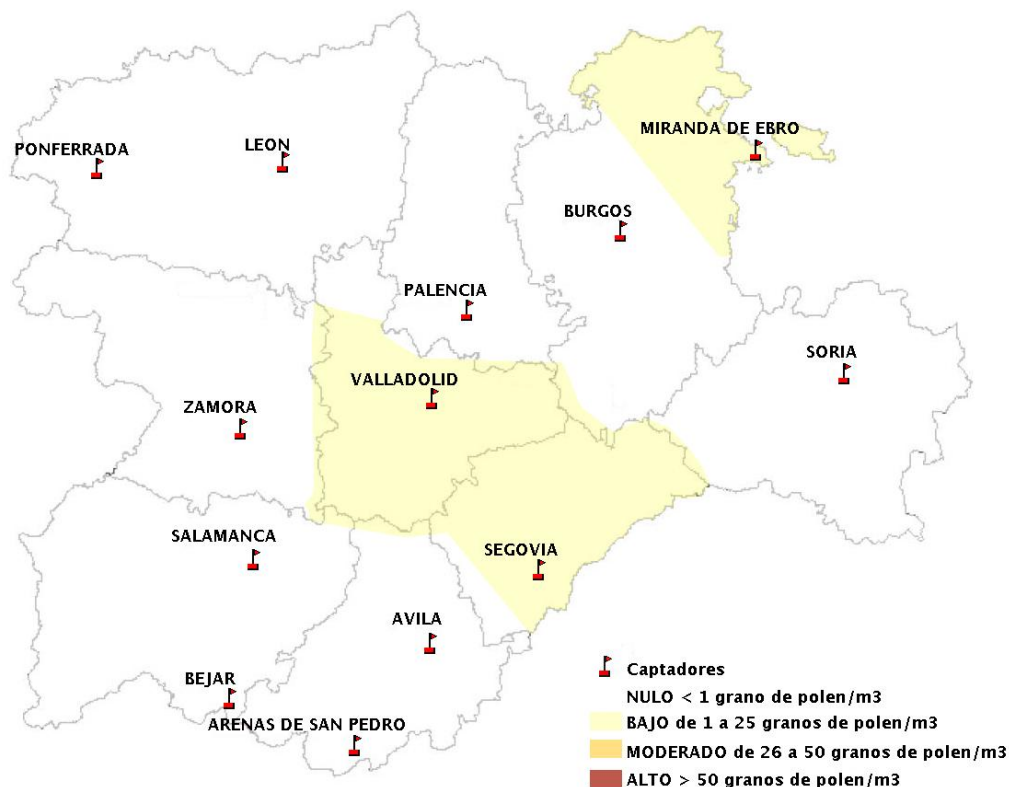 MIRANDA DE EBRO
PONFERRADA
LEON
BURGOS
PALENCIA
SORIA
VALLADOLID
ZAMORA
SALAMANCA
SEGOVIA
AVILA
BEJAR
ARENAS DE SAN PEDRO
Captadores
NULO < 1 grano de polen/m3
BAJO de 1 a 25 granos de polen/m3
MODERADO de 26 a 50 granos de polen/m3
ALTO > 50 granos de polen/m3